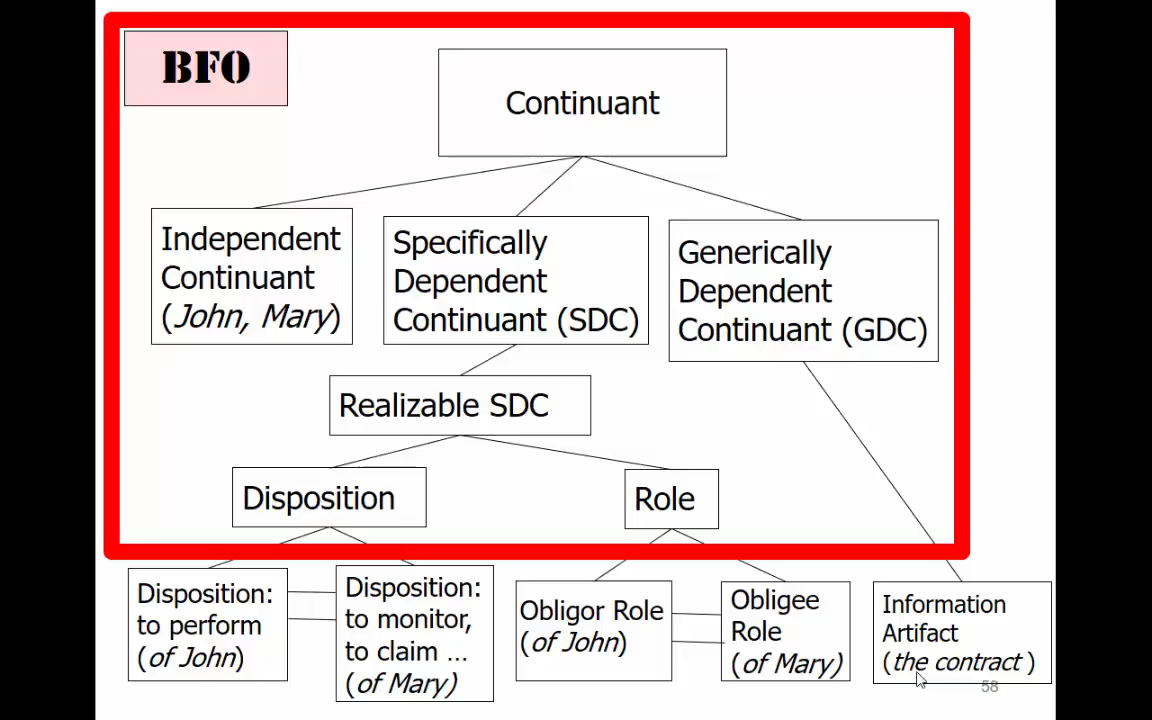 BFO
Continuant
Independent
Continuant
(John, Mary)
Specifically
Dependent
Continuant (SDC)
Generically
Dependent
Continuant (GDC)
Realizable SDC
Disposition
Role
Disposition:
to perform
(of John)
Disposition:
to monitor,
to claim ...
(of Mary)
Obligor Role
(of John)
Obligee
Role
(of Mary)
Information
Artifact
(the contract )
58